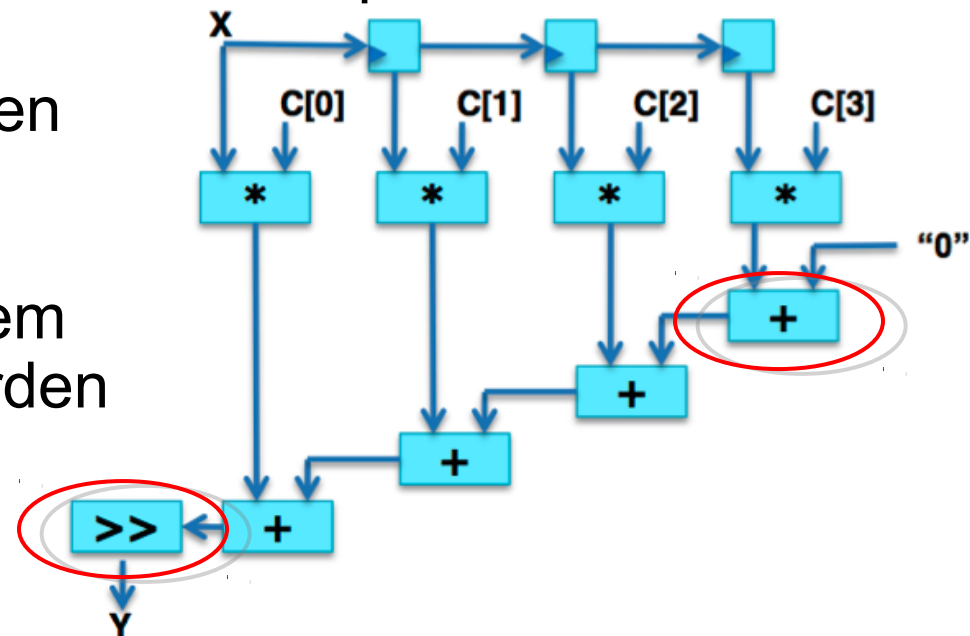 X
en
C[0] C[1] C[2] C[3]
* * * *
"0"
em
+
rden
+
+
>> +
Y